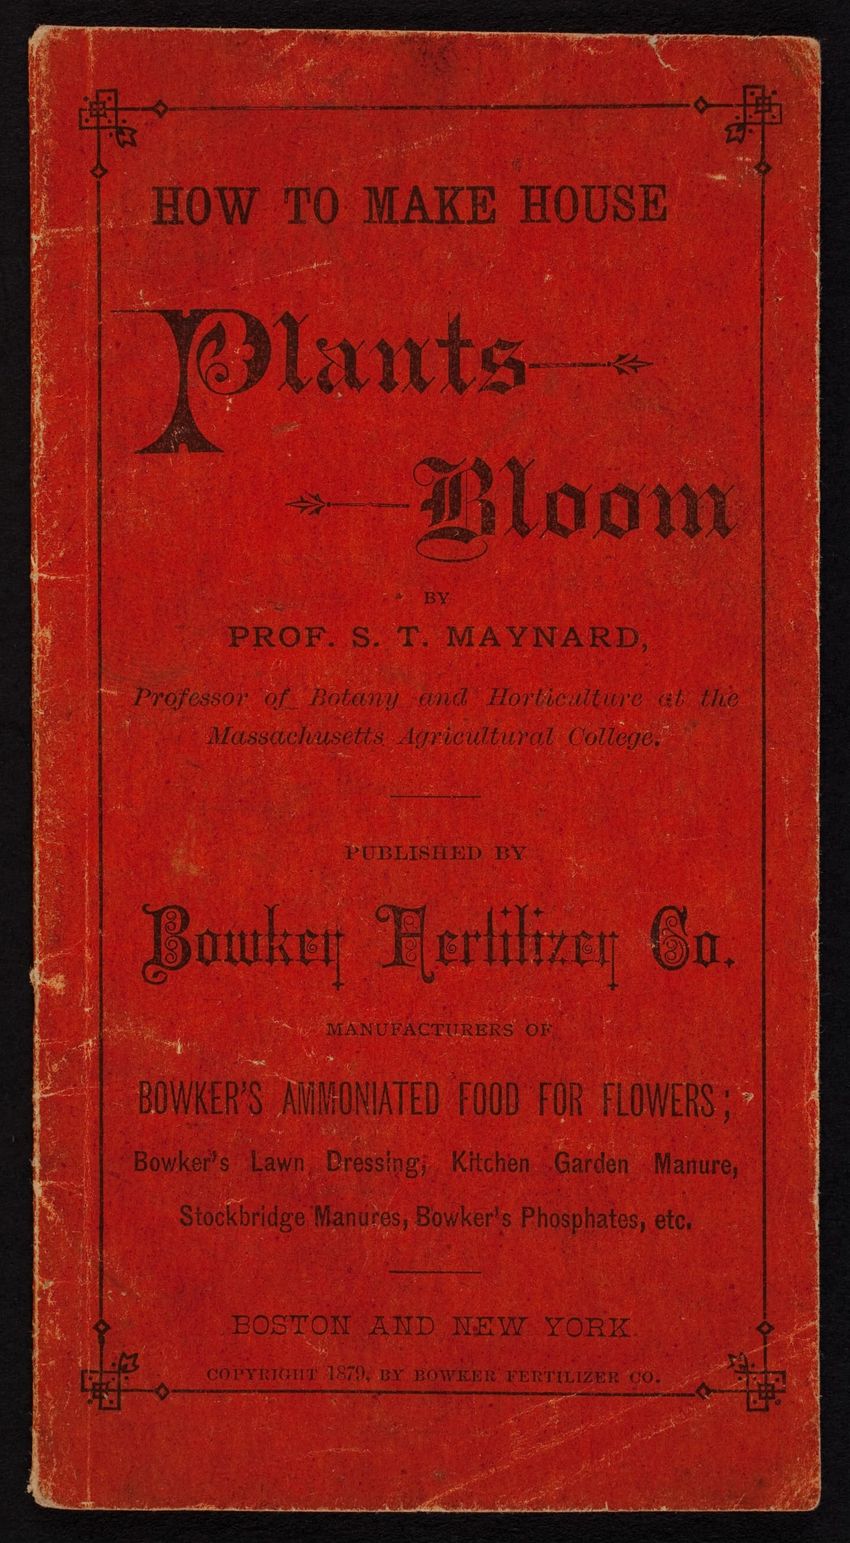 HOW TO MAKE HOUSE
Plants
Bloom
BY
PROF. S. T. MAYNARD,
Professor of Botany and Horticulture at the
Massachusetts Agricultural College.
PUBLISHED BY
Bowker Fertilizer Co.
MANUFACTURERS OF
BOWKER'S AMMONIATED FOOD FOR FLOWERS;
Bowker's Lawn Dressing, Kitchen Garden Manure,
Stockbridge Manures, Bowker's Phosphates, etc.
BOSTON AND NEW YORK
COPYRIGHT 1879, BY BOWKER FERTILIZER CO.